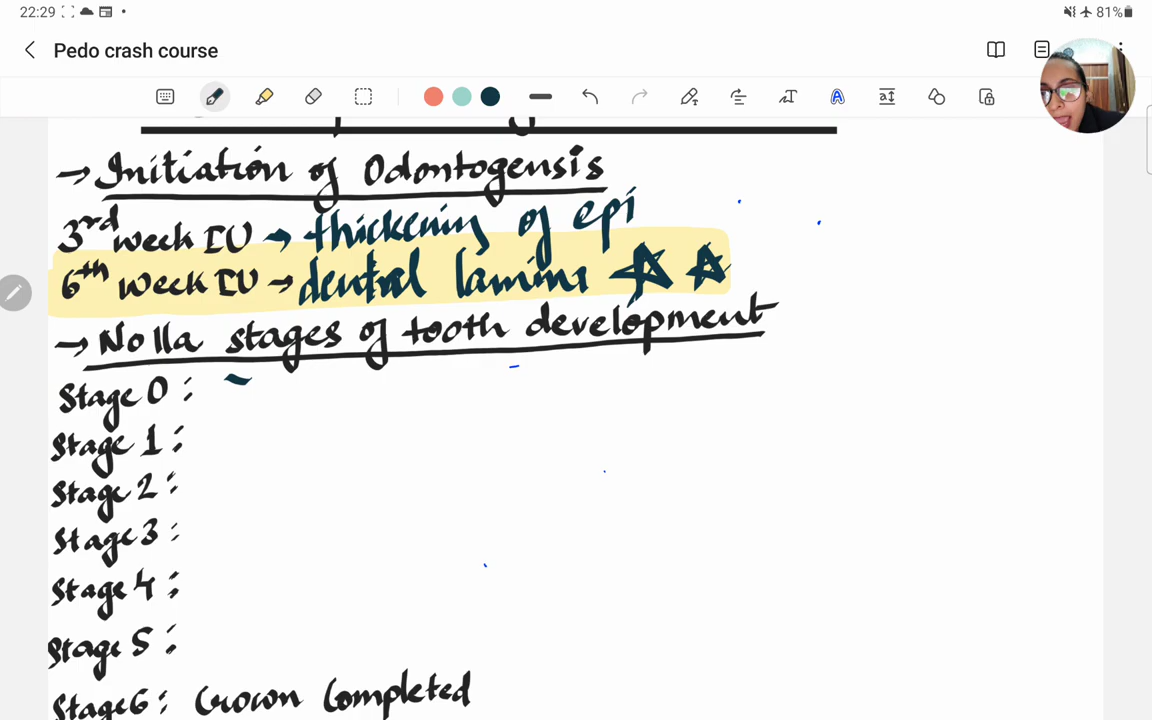 22:29
81%
Pedo crash course
→ Initiation of Odontogensis
3rd week IU → thickening of epi
6th week IU → dental lamina ☆ ☆
→ Nolla stages of tooth development
Stage 0:
Stage 1:
Stage 2:
Stage 3:
Stage 4:
Stage 5:
Stage 6: Crown Completed